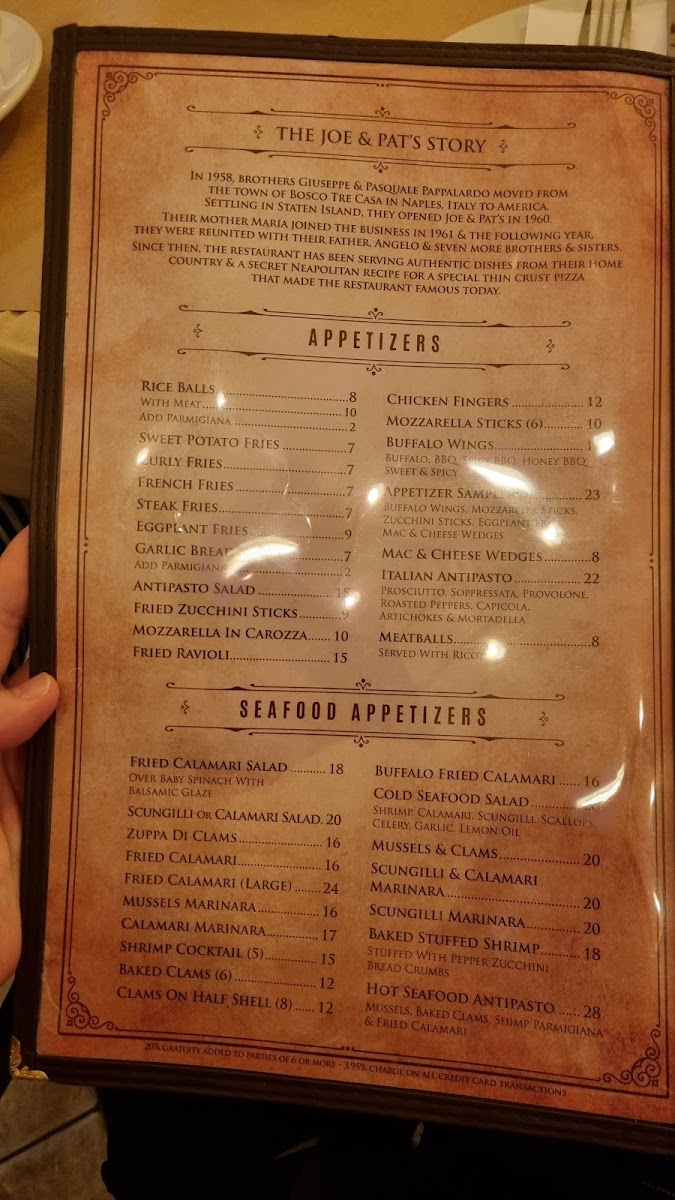 THE JOE & PAT'S STORY
IN 1958, BROTHERS GIUSEPPE & PASQUALE PAPPALARDO MOVED FROM
THE TOWN OF BOSCO TRE CASA IN NAPLES, ITALY TO AMERICA.
SETTLING IN STATEN ISLAND, THEY OPENED JOE & PAT'S IN 1960.
THEIR MOTHER MARIA JOINED THE BUSINESS IN 1961 & THE FOLLOWING YEAR,
THEY WERE REUNITED WITH THEIR FATHER, ANGELO & SEVEN MORE BROTHERS & SISTERS.
SINCE THEN, THE RESTAURANT HAS BEEN SERVING AUTHENTIC DISHES FROM THEIR HOME
COUNTRY & A SECRET NEAPOLITAN RECIPE FOR A SPECIAL THIN CRUST PIZZA
THAT MADE THE RESTAURANT FAMOUS TODAY.
APPETIZERS
RICE BALLS 8
WITH MEAT 10
ADD PARMIGIANA 2
SWEET POTATO FRIES 7
CURLY FRIES 7
FRENCH FRIES 7
STEAK FRIES 7
EGGPLANT FRIES 9
GARLIC BREAD 7
ADD PARMIGIANA 2
ANTIPASTO SALAD 15
FRIED ZUCCHINI STICKS 9
MOZZARELLA IN CAROZZA 10
FRIED RAVIOLI 15
CHICKEN FINGERS 12
MOZZARELLA STICKS (6) 10
BUFFALO WINGS
BUFFALO, BBQ, SPICY BBQ, HONEY BBQ,
SWEET & SPICY
APPETIZER SAMPLER 23
BUFFALO WINGS, MOZZARELLA STICKS,
ZUCCHINI STICKS, EGGPLANT FRIES,
MAC & CHEESE WEDGES
MAC & CHEESE WEDGES 8
ITALIAN ANTIPASTO 22
PROSCIUTTO, SOPPRESSATA, PROVOLONE,
ROASTED PEPPERS, CAPICOLA,
ARTICHOKES & MORTADELLA
MEATBALLS 8
SERVED WITH RICOTTA
SEAFOOD APPETIZERS
FRIED CALAMARI SALAD 18
OVER BABY SPINACH WITH
BALSAMIC GLAZE
SCUNGILLI OR CALAMARI SALAD. 20
ZUPPA DI CLAMS 16
FRIED CALAMARI 16
FRIED CALAMARI (LARGE) 24
MUSSELS MARINARA 16
CALAMARI MARINARA 17
SHRIMP COCKTAIL (5) 15
BAKED CLAMS (6) 12
CLAMS ON HALF SHELL (8) 12
BUFFALO FRIED CALAMARI 16
COLD SEAFOOD SALAD
SHRIMP, CALAMARI, SCUNGILLI, SCALLOPS,
CELERY, GARLIC, LEMON OIL
MUSSELS & CLAMS 20
SCUNGILLI & CALAMARI
MARINARA 20
SCUNGILLI MARINARA 20
BAKED STUFFED SHRIMP 18
STUFFED WITH PEPPER ZUCCHINI
BREAD CRUMBS
HOT SEAFOOD ANTIPASTO 28
MUSSELS, BAKED CLAMS, SHIMP PARMIGIANA
& FRIED CALAMARI
20% GRATUITY ADDED TO PARTIES OF 6 OR MORE - 3.95% CHARGE ON ALL CREDIT CARD TRANSACTIONS